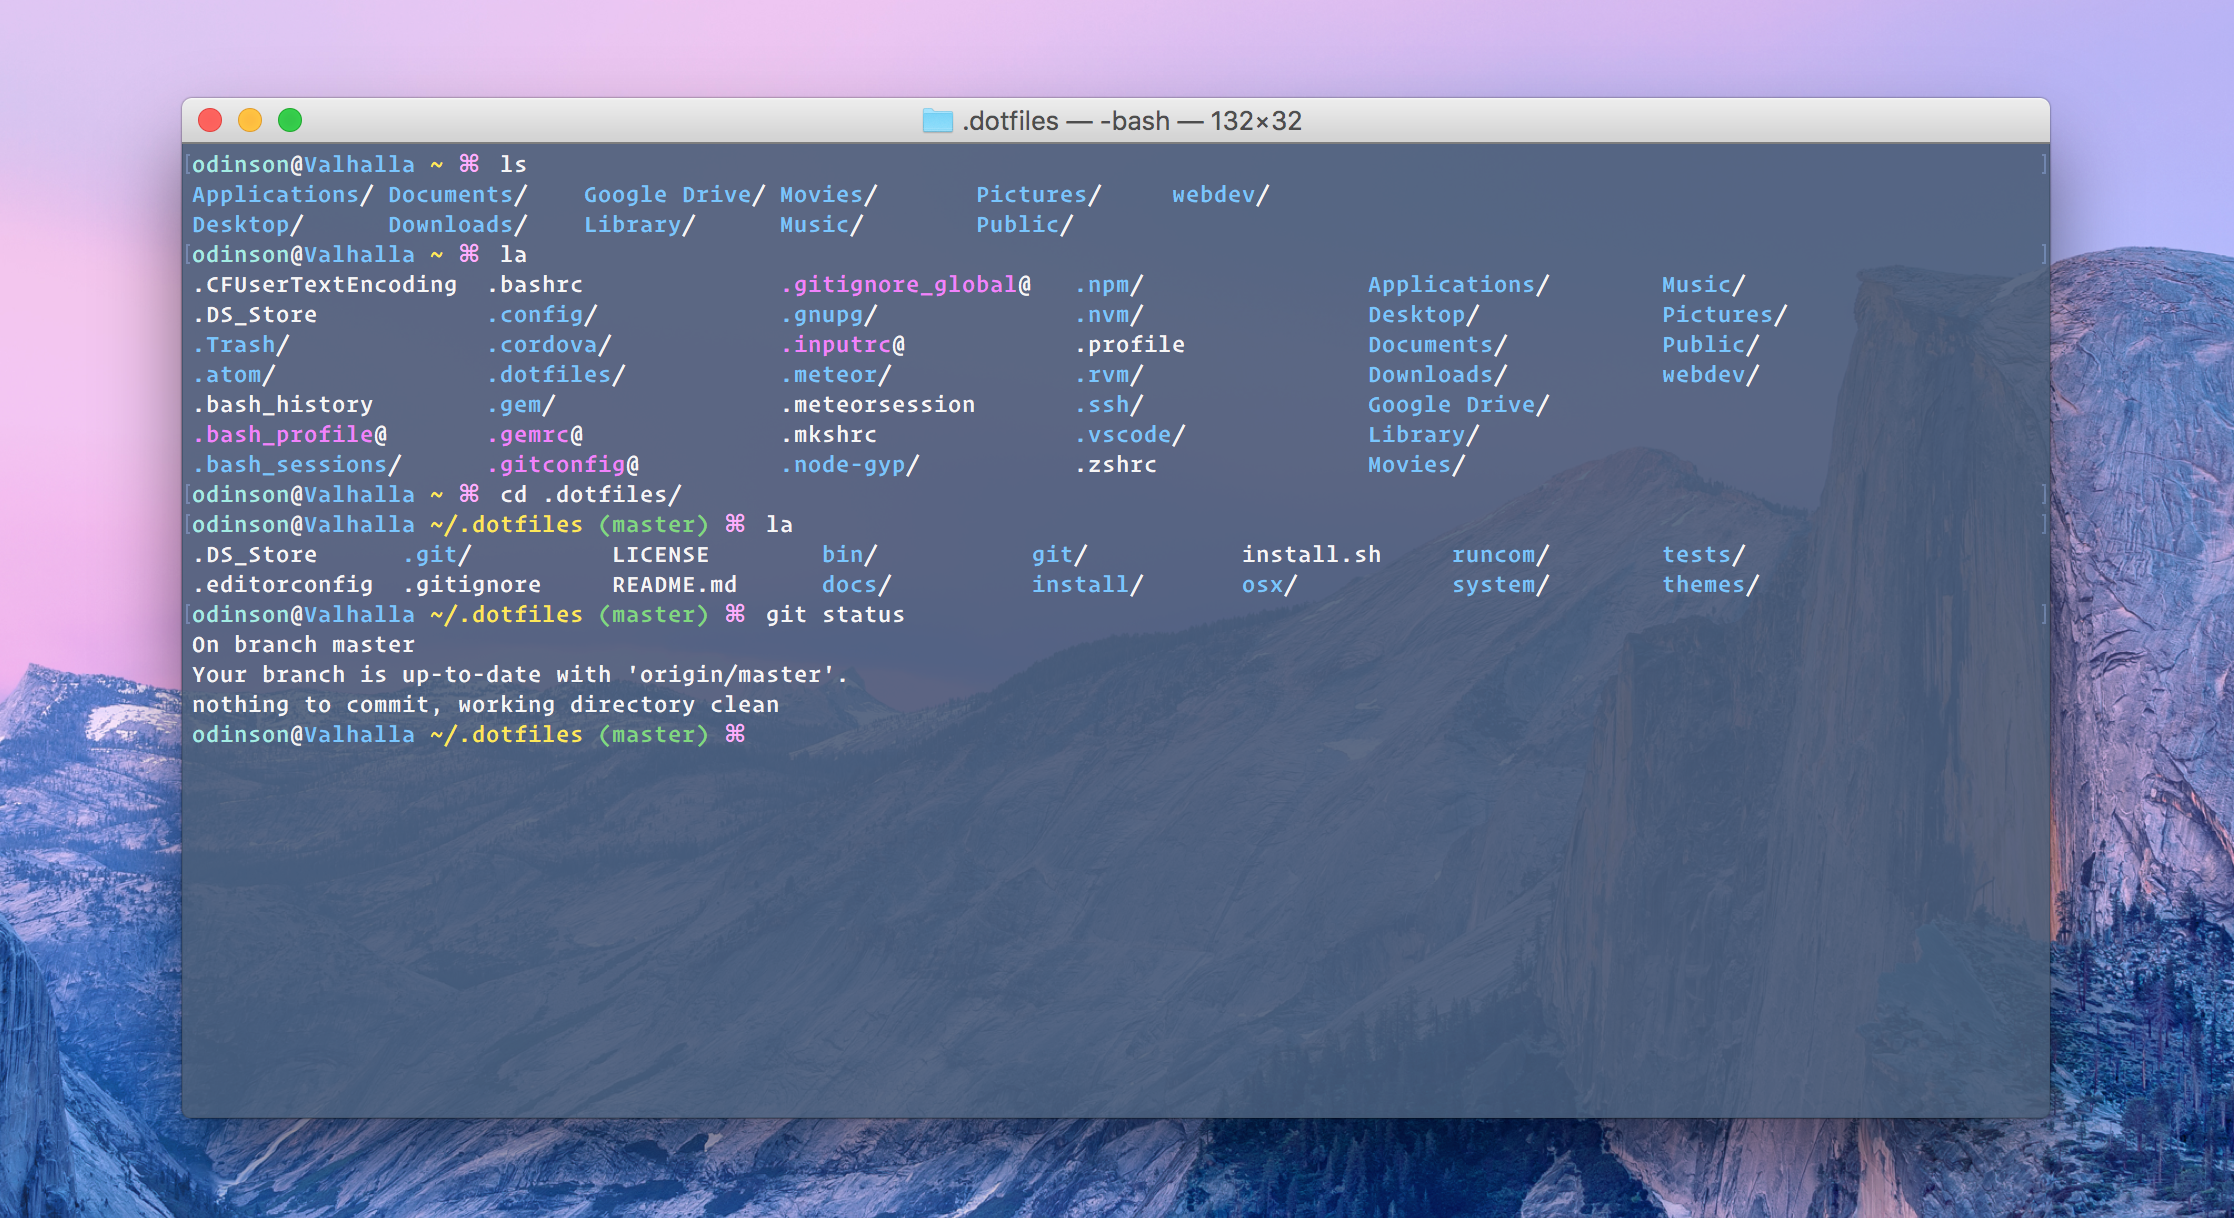 .dotfiles — -bash — 132×32
odinson@Valhalla ~ ⌘ ls
Applications/ Documents/ Google Drive/ Movies/ Pictures/ webdev/
Desktop/ Downloads/ Library/ Music/ Public/
odinson@Valhalla ~ ⌘ la
.CFUserTextEncoding .bashrc .gitignore_global@ .npm/ Applications/ Music/
.DS_Store .config/ .gnupg/ .nvm/ Desktop/ Pictures/
.Trash/ .cordova/ .inputrc@ .profile Documents/ Public/
.atom/ .dotfiles/ .meteor/ .rvm/ Downloads/ webdev/
.bash_history .gem/ .meteorsession .ssh/ Google Drive/
.bash_profile@ .gemrc@ .mkshrc .vscode/ Library/
.bash_sessions/ .gitconfig@ .node-gyp/ .zshrc Movies/
odinson@Valhalla ~ ⌘ cd .dotfiles/
odinson@Valhalla ~/.dotfiles (master) ⌘ la
.DS_Store .git/ LICENSE bin/ git/ install.sh runcom/ tests/
.editorconfig .gitignore README.md docs/ install/ osx/ system/ themes/
odinson@Valhalla ~/.dotfiles (master) ⌘ git status
On branch master
Your branch is up-to-date with 'origin/master'.
nothing to commit, working directory clean
odinson@Valhalla ~/.dotfiles (master) ⌘